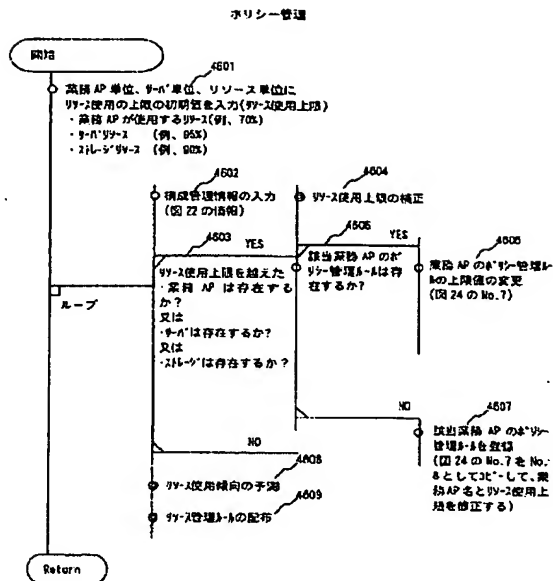 ポリシー管理
開始
4601
業務 AP 単位、サーバ単位、リソース単位に
リソース使用の上限の初期値を入力(リソース使用上限)
・業務 AP が使用するリソース(例、70%)
・サーバリソース (例、95%)
・ストレージリソース (例、90%)
4602
構成管理情報の入力
(図 22 の情報)
4603
YES
リソース使用上限を越えた
・業務 AP は存在する
か?
又は
・サーバは存在するか?
又は
・ストレージは存在するか?
ループ
4604
リソース使用上限の補正
4605
YES
該当業務 AP のポ
リシー管理ルールは存
在するか?
4606
業務 AP のポリシー管理ルー
ルの上限値の変更
(図 24 の No.7)
NO
4607
該当業務 AP のポリシー
管理ルールを登録
(図 24 の No.7 を No.
8 としてコピーして、業
務 AP 名とリソース使用上
限を修正する)
NO
4608
リソース使用傾向の予測
4609
リソース管理ルールの配布
Return